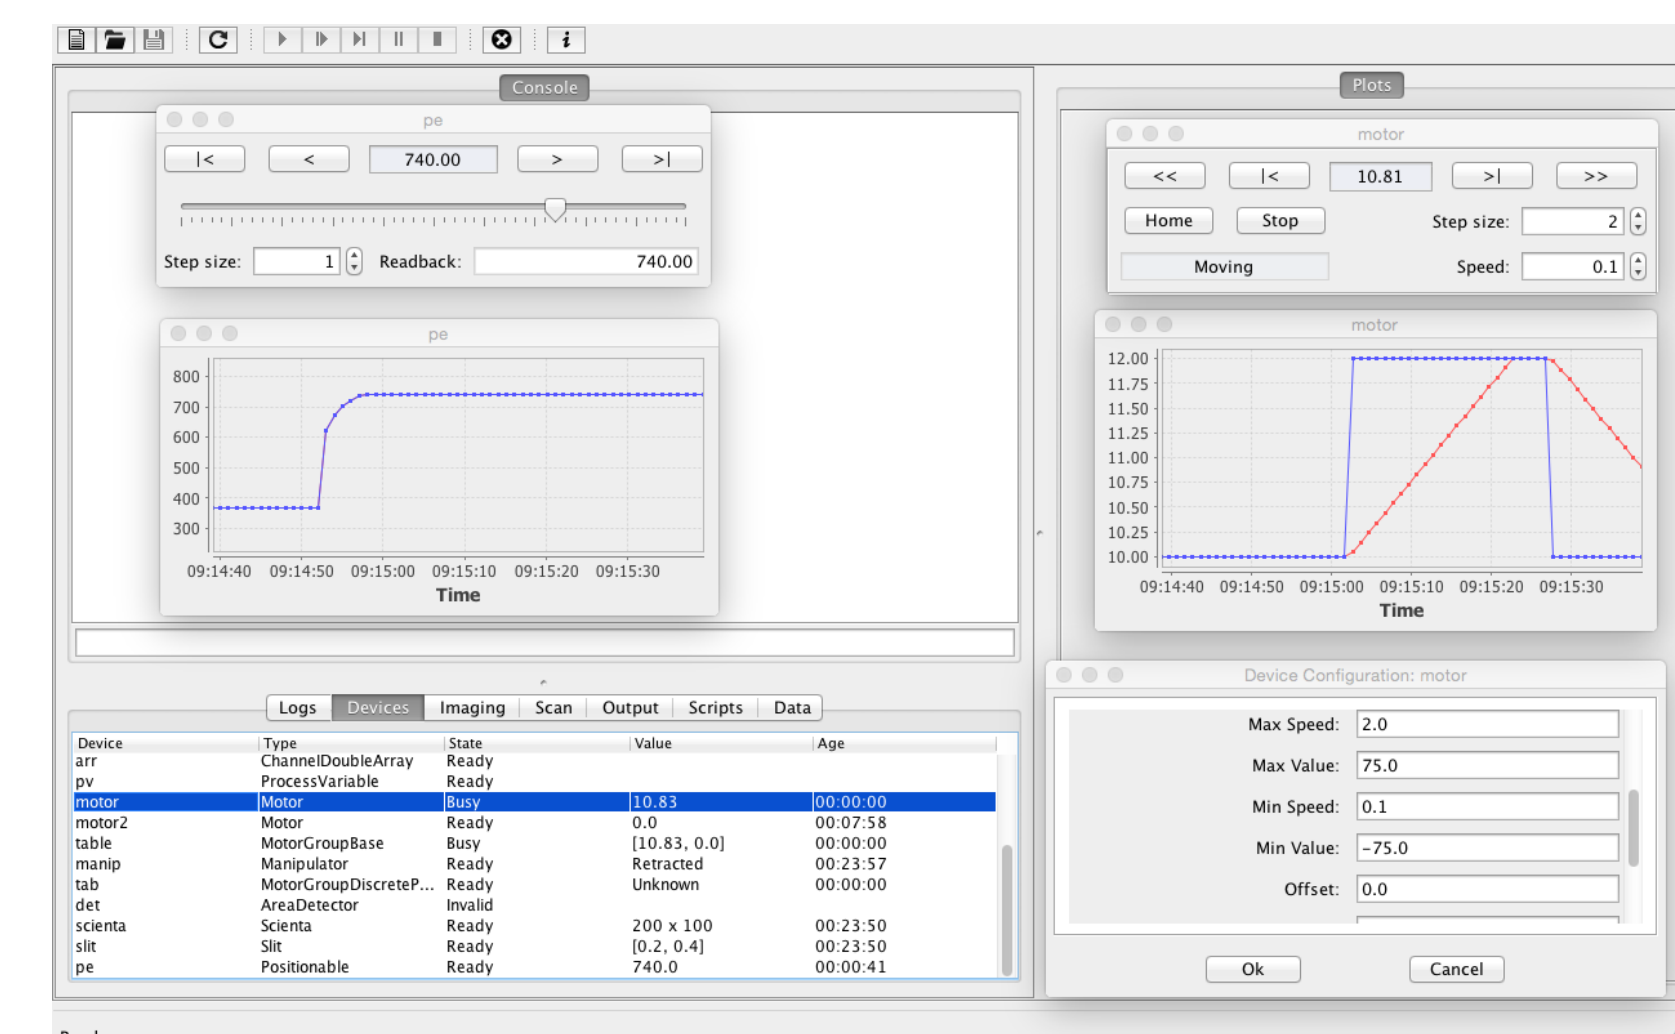 Console
pe
|< < 740.00 > >|
Step size: 1 Readback: 740.00
pe
800
700
600
500
400
300
09:14:40 09:14:50 09:15:00 09:15:10 09:15:20 09:15:30
Time
Plots
motor
<< |< 10.81 >| >>
Home Stop Step size: 2
Moving Speed: 0.1
motor
12.00
11.75
11.50
11.25
11.00
10.75
10.50
10.25
10.00
09:14:40 09:14:50 09:15:00 09:15:10 09:15:20 09:15:30
Time
Logs Devices Imaging Scan Output Scripts Data
Device Type State Value Age
arr ChannelDoubleArray Ready
pv ProcessVariable Ready
motor Motor Busy 10.83 00:00:00
motor2 Motor Ready 0.0 00:07:58
table MotorGroupBase Busy [10.83, 0.0] 00:00:00
manip Manipulator Ready Retracted 00:23:57
tab MotorGroupDiscreteP... Ready Unknown 00:00:00
det AreaDetector Invalid
scienta Scienta Ready 200 x 100 00:23:50
slit Slit Ready [0.2, 0.4] 00:23:50
pe Positionable Ready 740.0 00:00:41
Device Configuration: motor
Max Speed: 2.0
Max Value: 75.0
Min Speed: 0.1
Min Value: -75.0
Offset: 0.0
Ok Cancel